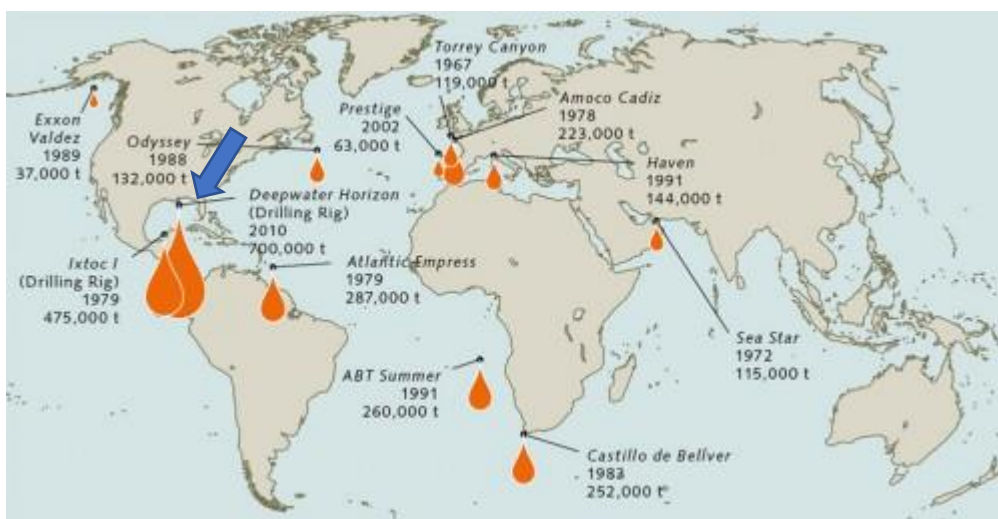 Torrey Canyon
1967
119,000 t
Amoco Cadiz
1978
223,000 t
Prestige
2002
63,000 t
Haven
1991
144,000 t
Exxon
Valdez
1989
37,000 t
Odyssey
1988
132,000 t
Deepwater Horizon
(Drilling Rig)
2010
700,000 t
Ixtoc I
(Drilling Rig)
1979
475,000 t
Atlantic Empress
1979
287,000 t
Sea Star
1972
115,000 t
ABT Summer
1991
260,000 t
Castillo de Bellver
1983
252,000 t